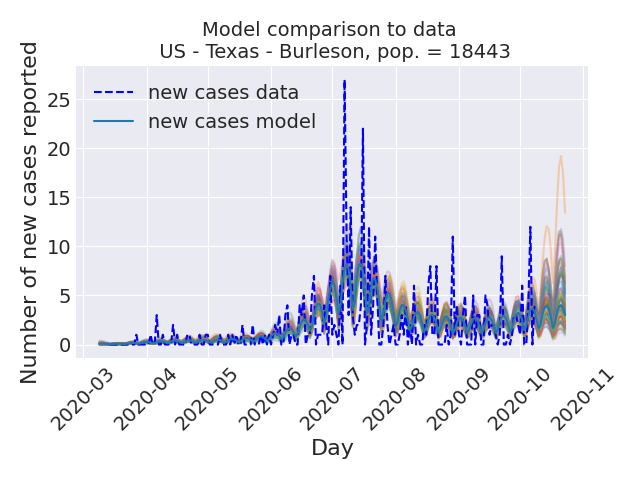 Model comparison to data
US - Texas - Burleson, pop. = 18443
Number of new cases reported
new cases data
new cases model
25
20
15
10
5
0
2020-03
2020-04
2020-05
2020-06
2020-07
2020-08
2020-09
2020-10
2020-11
Day